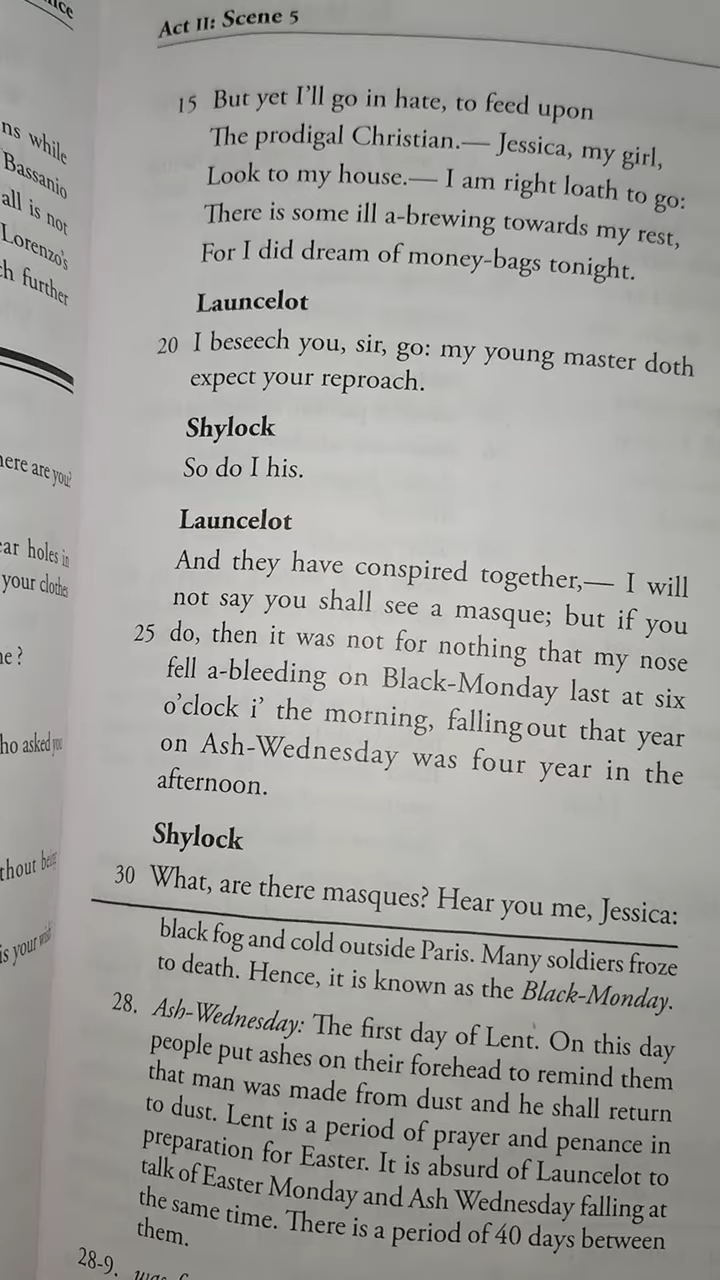 Act II: Scene 5
ns while
Bassanio
all is not
Lorenzo's
h further
here are you?
ear holes in
your clothes
ne?
ho asked you
thout being
is your wish
15 But yet I'll go in hate, to feed upon
The prodigal Christian.— Jessica, my girl,
Look to my house.— I am right loath to go:
There is some ill a-brewing towards my rest,
For I did dream of money-bags tonight.
Launcelot
20 I beseech you, sir, go: my young master doth
expect your reproach.
Shylock
So do I his.
Launcelot
And they have conspired together,— I will
not say you shall see a masque; but if you
25 do, then it was not for nothing that my nose
fell a-bleeding on Black-Monday last at six
o'clock i' the morning, falling out that year
on Ash-Wednesday was four year in the
afternoon.
Shylock
30 What, are there masques? Hear you me, Jessica:
black fog and cold outside Paris. Many soldiers froze
to death. Hence, it is known as the Black-Monday.
28. Ash-Wednesday: The first day of Lent. On this day
people put ashes on their forehead to remind them
that man was made from dust and he shall return
to dust. Lent is a period of prayer and penance in
preparation for Easter. It is absurd of Launcelot to
talk of Easter Monday and Ash Wednesday falling at
the same time. There is a period of 40 days between
them.
28-9.